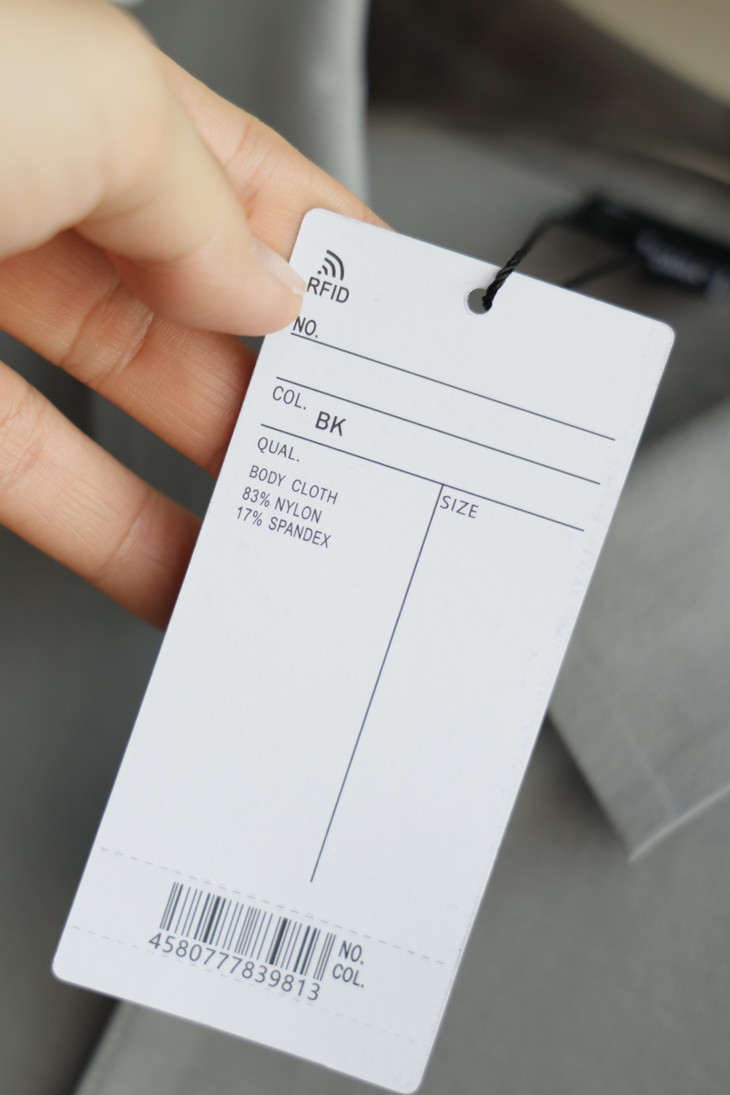 RFID
NO.
COL. BK
QUAL.
BODY CLOTH
83% NYLON
17% SPANDEX
SIZE
4580777839813
NO.
COL.